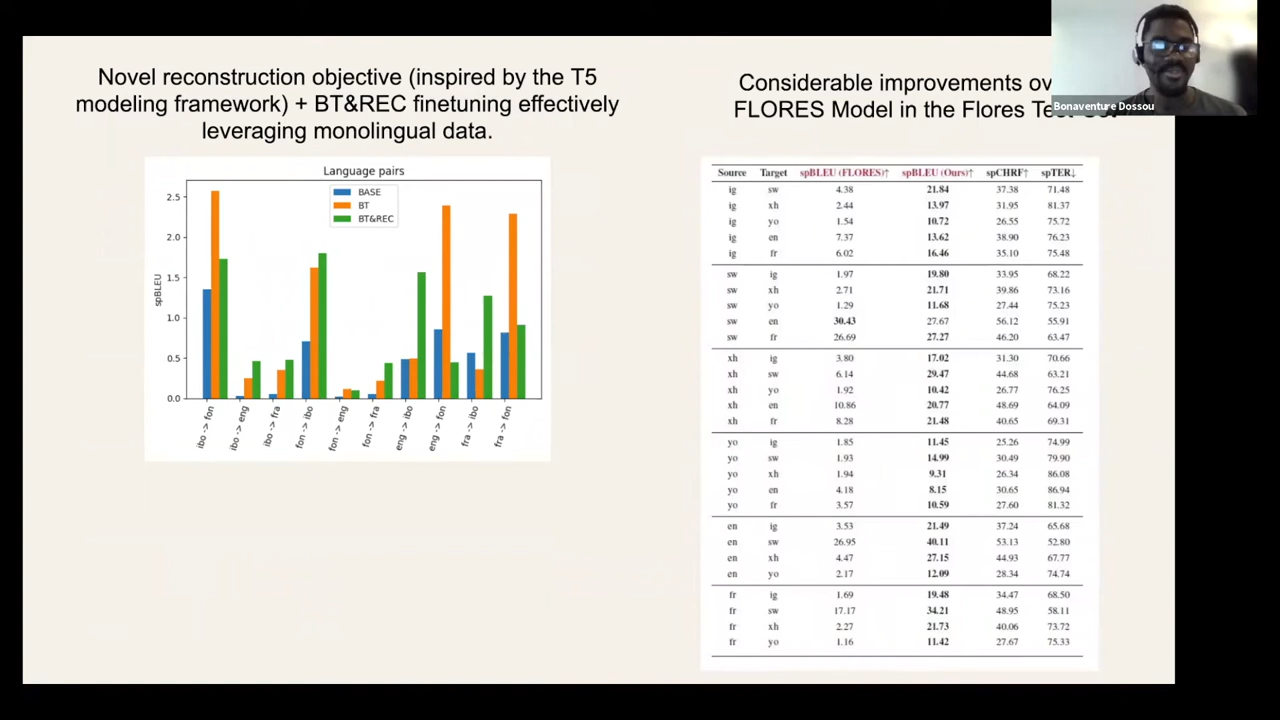 Novel reconstruction objective (inspired by the T5
modeling framework) + BT&REC finetuning effectively
leveraging monolingual data.
Language pairs
BASE
BT
BT&REC
spBLEU
2.5
2.0
1.5
1.0
0.5
0.0
ibo -> fon
ibo -> eng
ibo -> fra
fon -> ibo
fon -> eng
fon -> fra
eng -> ibo
eng -> fon
fra -> ibo
fra -> fon
Bonaventure Dossou
Considerable improvements
FLORES Model in the Flores
Source Target spBLEU (FLORES)↑ spBLEU (Ours)↑ spCHRF↑ spTER↓
ig sw 4.38 21.84 37.38 71.48
ig xh 2.44 13.97 31.95 81.37
ig yo 1.54 10.72 26.55 75.72
ig en 7.37 13.62 38.90 76.23
ig fr 6.02 16.46 35.10 75.48
sw ig 1.97 19.80 33.95 68.22
sw xh 2.71 21.71 39.86 73.16
sw yo 1.29 11.68 27.44 75.23
sw en 30.43 27.67 56.12 55.91
sw fr 26.69 27.27 46.20 63.47
xh ig 3.80 17.02 31.30 70.66
xh sw 6.14 29.47 44.68 63.21
xh yo 1.92 10.42 26.77 76.25
xh en 10.86 20.77 48.69 64.09
xh fr 8.28 21.48 40.65 69.31
yo ig 1.85 11.45 25.26 74.99
yo sw 1.93 14.99 30.49 79.90
yo xh 1.94 9.31 26.34 86.08
yo en 4.18 8.15 30.65 86.94
yo fr 3.57 10.59 27.60 81.32
en ig 3.53 21.49 37.24 65.68
en sw 26.95 40.11 53.13 52.80
en xh 4.47 27.15 44.93 67.77
en yo 2.17 12.09 28.34 74.74
fr ig 1.69 19.48 34.47 68.50
fr sw 17.17 34.21 48.95 58.11
fr xh 2.27 21.73 40.06 73.72
fr yo 1.16 11.42 27.67 75.33